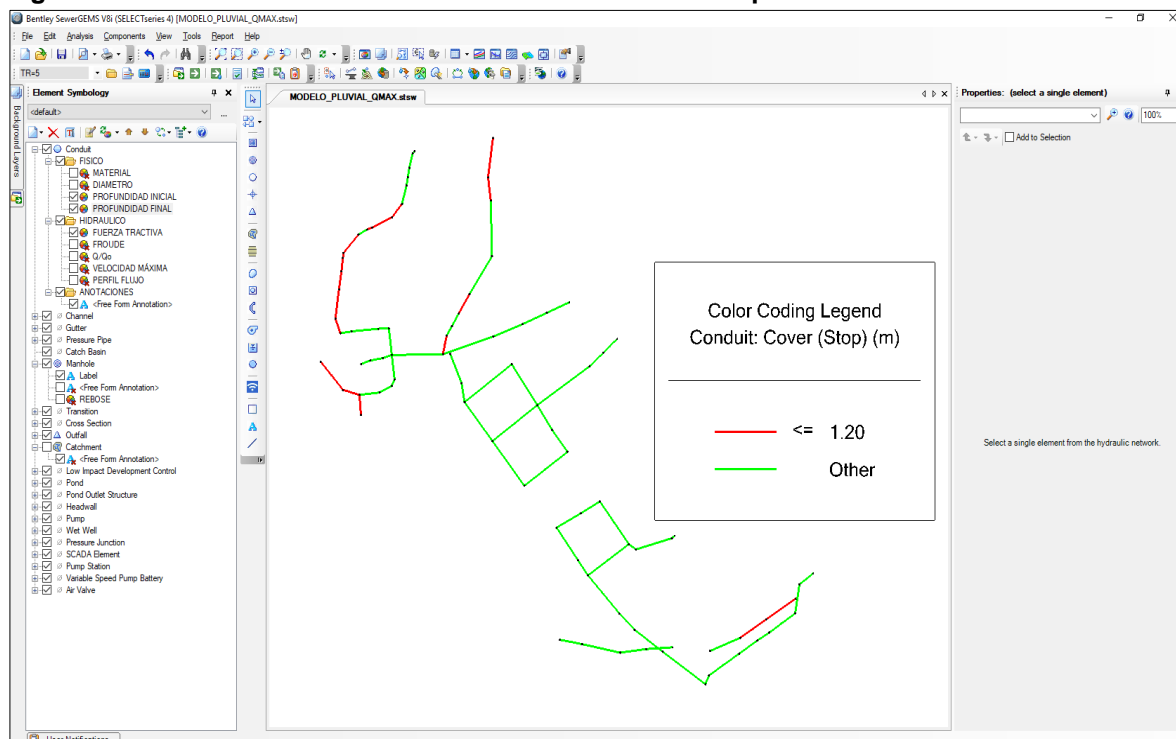 Bentley SewerGEMS V8i (SELECTseries 4) [MODELO_PLUVIAL_QMAX.stsw]
File Edit Analysis Components View Tools Report Help
TR=5
Element Symbology
<default>
Background Layers
Conduit
FISICO
MATERIAL
DIAMETRO
PROFUNDIDAD INICIAL
PROFUNDIDAD FINAL
HIDRAULICO
FUERZA TRACTIVA
FROUDE
Q/Qo
VELOCIDAD MÁXIMA
PERFIL FLUJO
ANOTACIONES
<Free Form Annotation>
Channel
Gutter
Pressure Pipe
Catch Basin
Manhole
Label
<Free Form Annotation>
REBOSE
Transition
Cross Section
Outfall
Catchment
<Free Form Annotation>
Low Impact Development Control
Pond
Pond Outlet Structure
Headwall
Pump
Wet Well
Pressure Junction
SCADA Element
Pump Station
Variable Speed Pump Battery
Air Valve
MODELO_PLUVIAL_QMAX.stsw
Color Coding Legend
Conduit: Cover (Stop) (m)
<= 1.20
Other
Properties: (select a single element)
100%
Add to Selection
Select a single element from the hydraulic network.